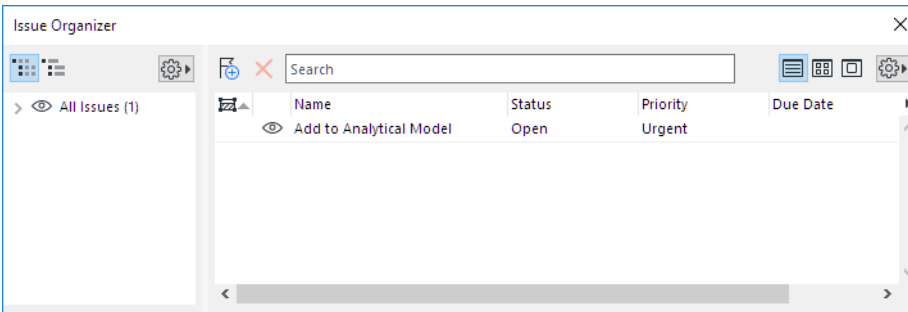 Issue Organizer
Search
All Issues (1)
Name Status Priority Due Date
Add to Analytical Model Open Urgent